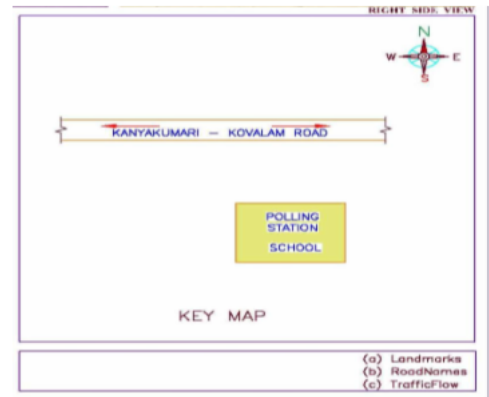 RIGHT SIDE VIEW
N
W E
S
KANYAKUMARI – KOVALAM ROAD
POLLING
STATION
SCHOOL
KEY MAP
(a) Landmarks
(b) RoadNames
(c) TrafficFlow